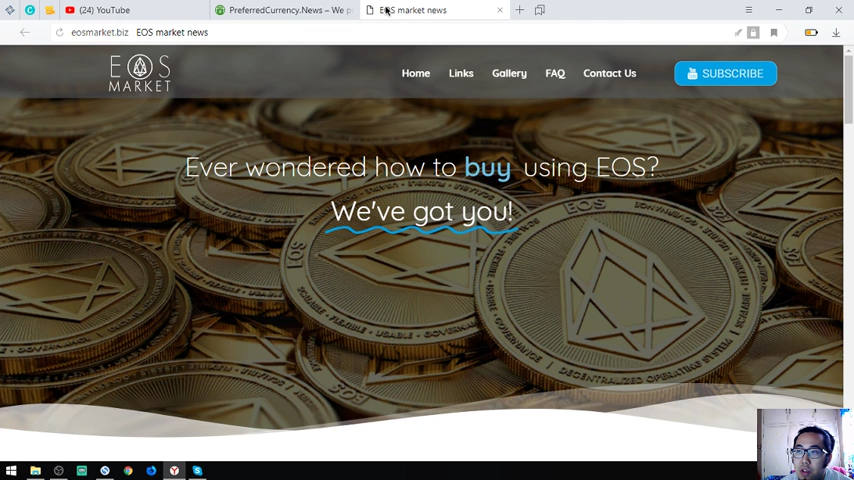 (24) YouTube
PreferredCurrency.News – We p
EOS market news
eosmarket.biz EOS market news
EOS
MARKET
Home
Links
Gallery
FAQ
Contact Us
SUBSCRIBE
Ever wondered how to buy using EOS?
We've got you!
EOS